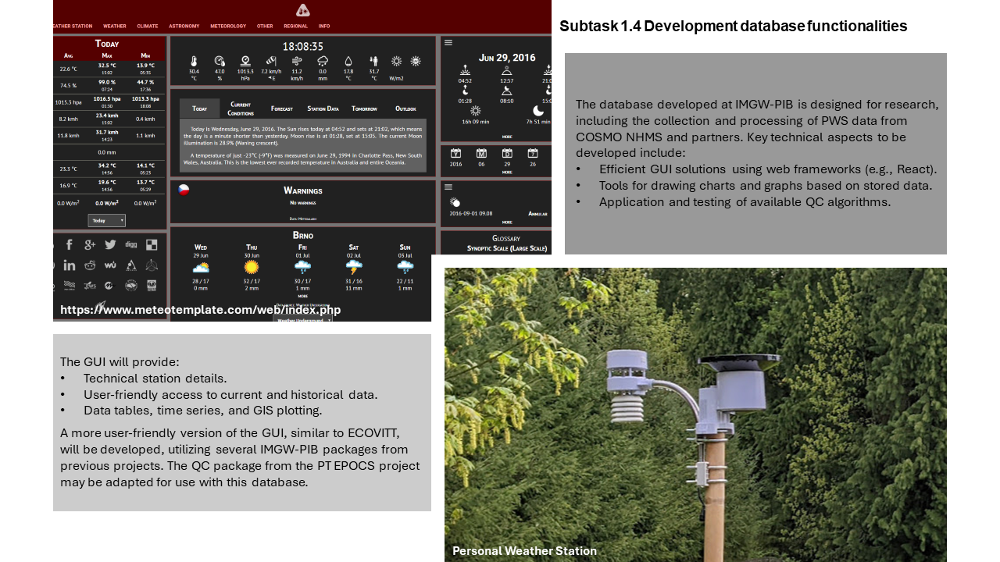 Subtask 1.4 Development database functionalities
EATHER STATION WEATHER CLIMATE ASTRONOMY METEOROLOGY OTHER REGIONAL INFO
TODAY
AVG MAX MIN
22.6 °C 32.5 °C 13.9 °C
15:02 05:35
74.5 % 99.0 % 44.7 %
07:24 17:36
1015.3 hpa 1016.5 hpa 1013.3 hpa
01:30 18:08
8.2 kmh 23.4 kmh 0.4 kmh
15:02
11.8 kmh 31.7 kmh 1.1 kmh
14:23
0.0 mm
23.3 °C 34.2 °C 14.1 °C
14:56 05:23
16.9 °C 19.6 °C 13.7 °C
14:56 05:29
0.0 W/m2 0.0 W/m2 0.0 W/m2
Today
f g+ digg
in
18:08:35
30.4 47.0 1013.3 7.2 km/h 11.2 0.0 17.8 31.7
°C % hPa E km/h mm °C °C W/m2
TODAY CURRENT CONDITIONS FORECAST STATION DATA TOMORROW OUTLOOK
Today is Wednesday, June 29, 2016. The Sun rises today at 04:52 and sets at 21:02, which means
the day is a minute shorter than yesterday. Moon rise is at 01:28, set at 15:05. The current Moon
illumination is 28.9% (Waning crescent).
A temperature of just -23°C (-9°F) was measured on June 29, 1994 in Charlotte Pass, New South
Wales, Australia. This is the lowest ever recorded temperature in Australia and entire Oceania.
WARNINGS
NO WARNINGS
DATA: METEOALARM
BRNO
WED THU FRI SAT SUN
29 Jun 30 Jun 01 Jul 02 Jul 03 Jul
28 / 17 32 / 17 30 / 17 31 / 16 22 / 11
0 mm 2 mm 1 mm 11 mm 1 mm
MORE
Weather Underground
JUN 29, 2016
04:52 12:57 21:0
01:28 08:10 15:0
16h 09 min 7h 51 min
MORE
Y M D 7
2016 06 29 26
MORE
2016-09-01 09.08 ANNULAR
MORE
GLOSSARY
SYNOPTIC SCALE (LARGE SCALE)
https://www.meteotemplate.com/web/index.php
The database developed at IMGW-PIB is designed for research,
including the collection and processing of PWS data from
COSMO NHMS and partners. Key technical aspects to be
developed include:
• Efficient GUI solutions using web frameworks (e.g., React).
• Tools for drawing charts and graphs based on stored data.
• Application and testing of available QC algorithms.
The GUI will provide:
• Technical station details.
• User-friendly access to current and historical data.
• Data tables, time series, and GIS plotting.
A more user-friendly version of the GUI, similar to ECOVITT,
will be developed, utilizing several IMGW-PIB packages from
previous projects. The QC package from the PT EPOCS project
may be adapted for use with this database.
Personal Weather Station